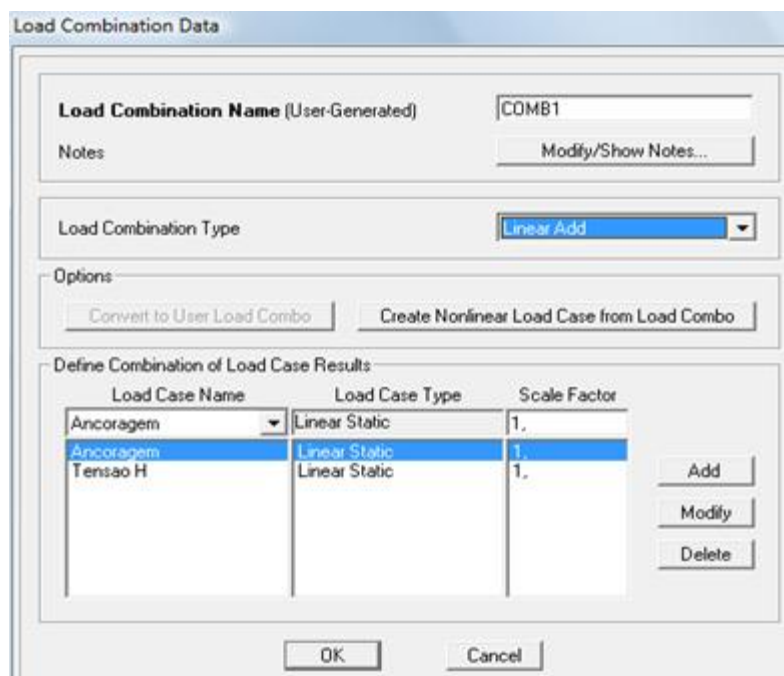 Load Combination Data
Load Combination Name (User-Generated) COMB1
Notes Modify/Show Notes...
Load Combination Type Linear Add
Options
Convert to User Load Combo Create Nonlinear Load Case from Load Combo
Define Combination of Load Case Results
Load Case Name Load Case Type Scale Factor
Ancoragem Linear Static 1,
Ancoragem Linear Static 1,
Tensao H Linear Static 1,
Add
Modify
Delete
OK Cancel